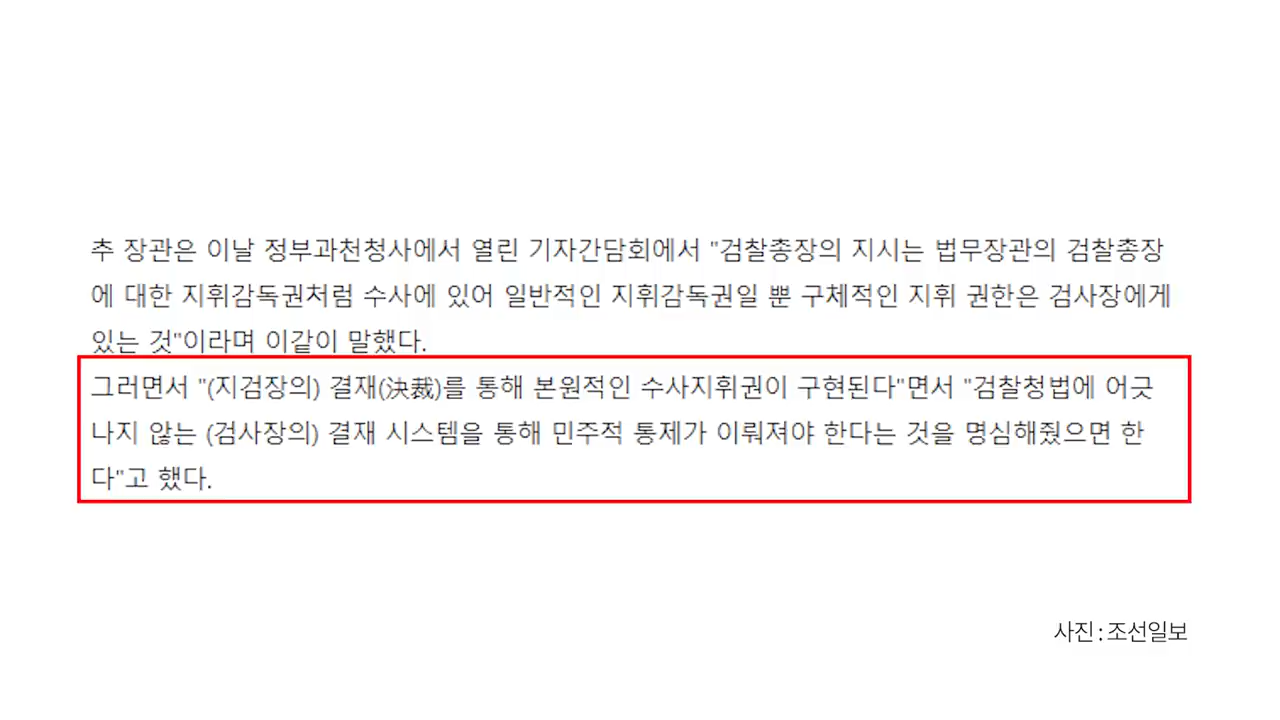 추 장관은 이날 정부과천청사에서 열린 기자간담회에서 "검찰총장의 지시는 법무장관의 검찰총장
에 대한 지휘감독권처럼 수사에 있어 일반적인 지휘감독권일 뿐 구체적인 지휘 권한은 검사장에게
있는 것"이라며 이같이 말했다.
그러면서 "(지검장의) 결재(決裁)를 통해 본원적인 수사지휘권이 구현된다"면서 "검찰청법에 어긋
나지 않는 (검사장의) 결재 시스템을 통해 민주적 통제가 이뤄져야 한다는 것을 명심해줬으면 한
다"고 했다.
사진 : 조선일보